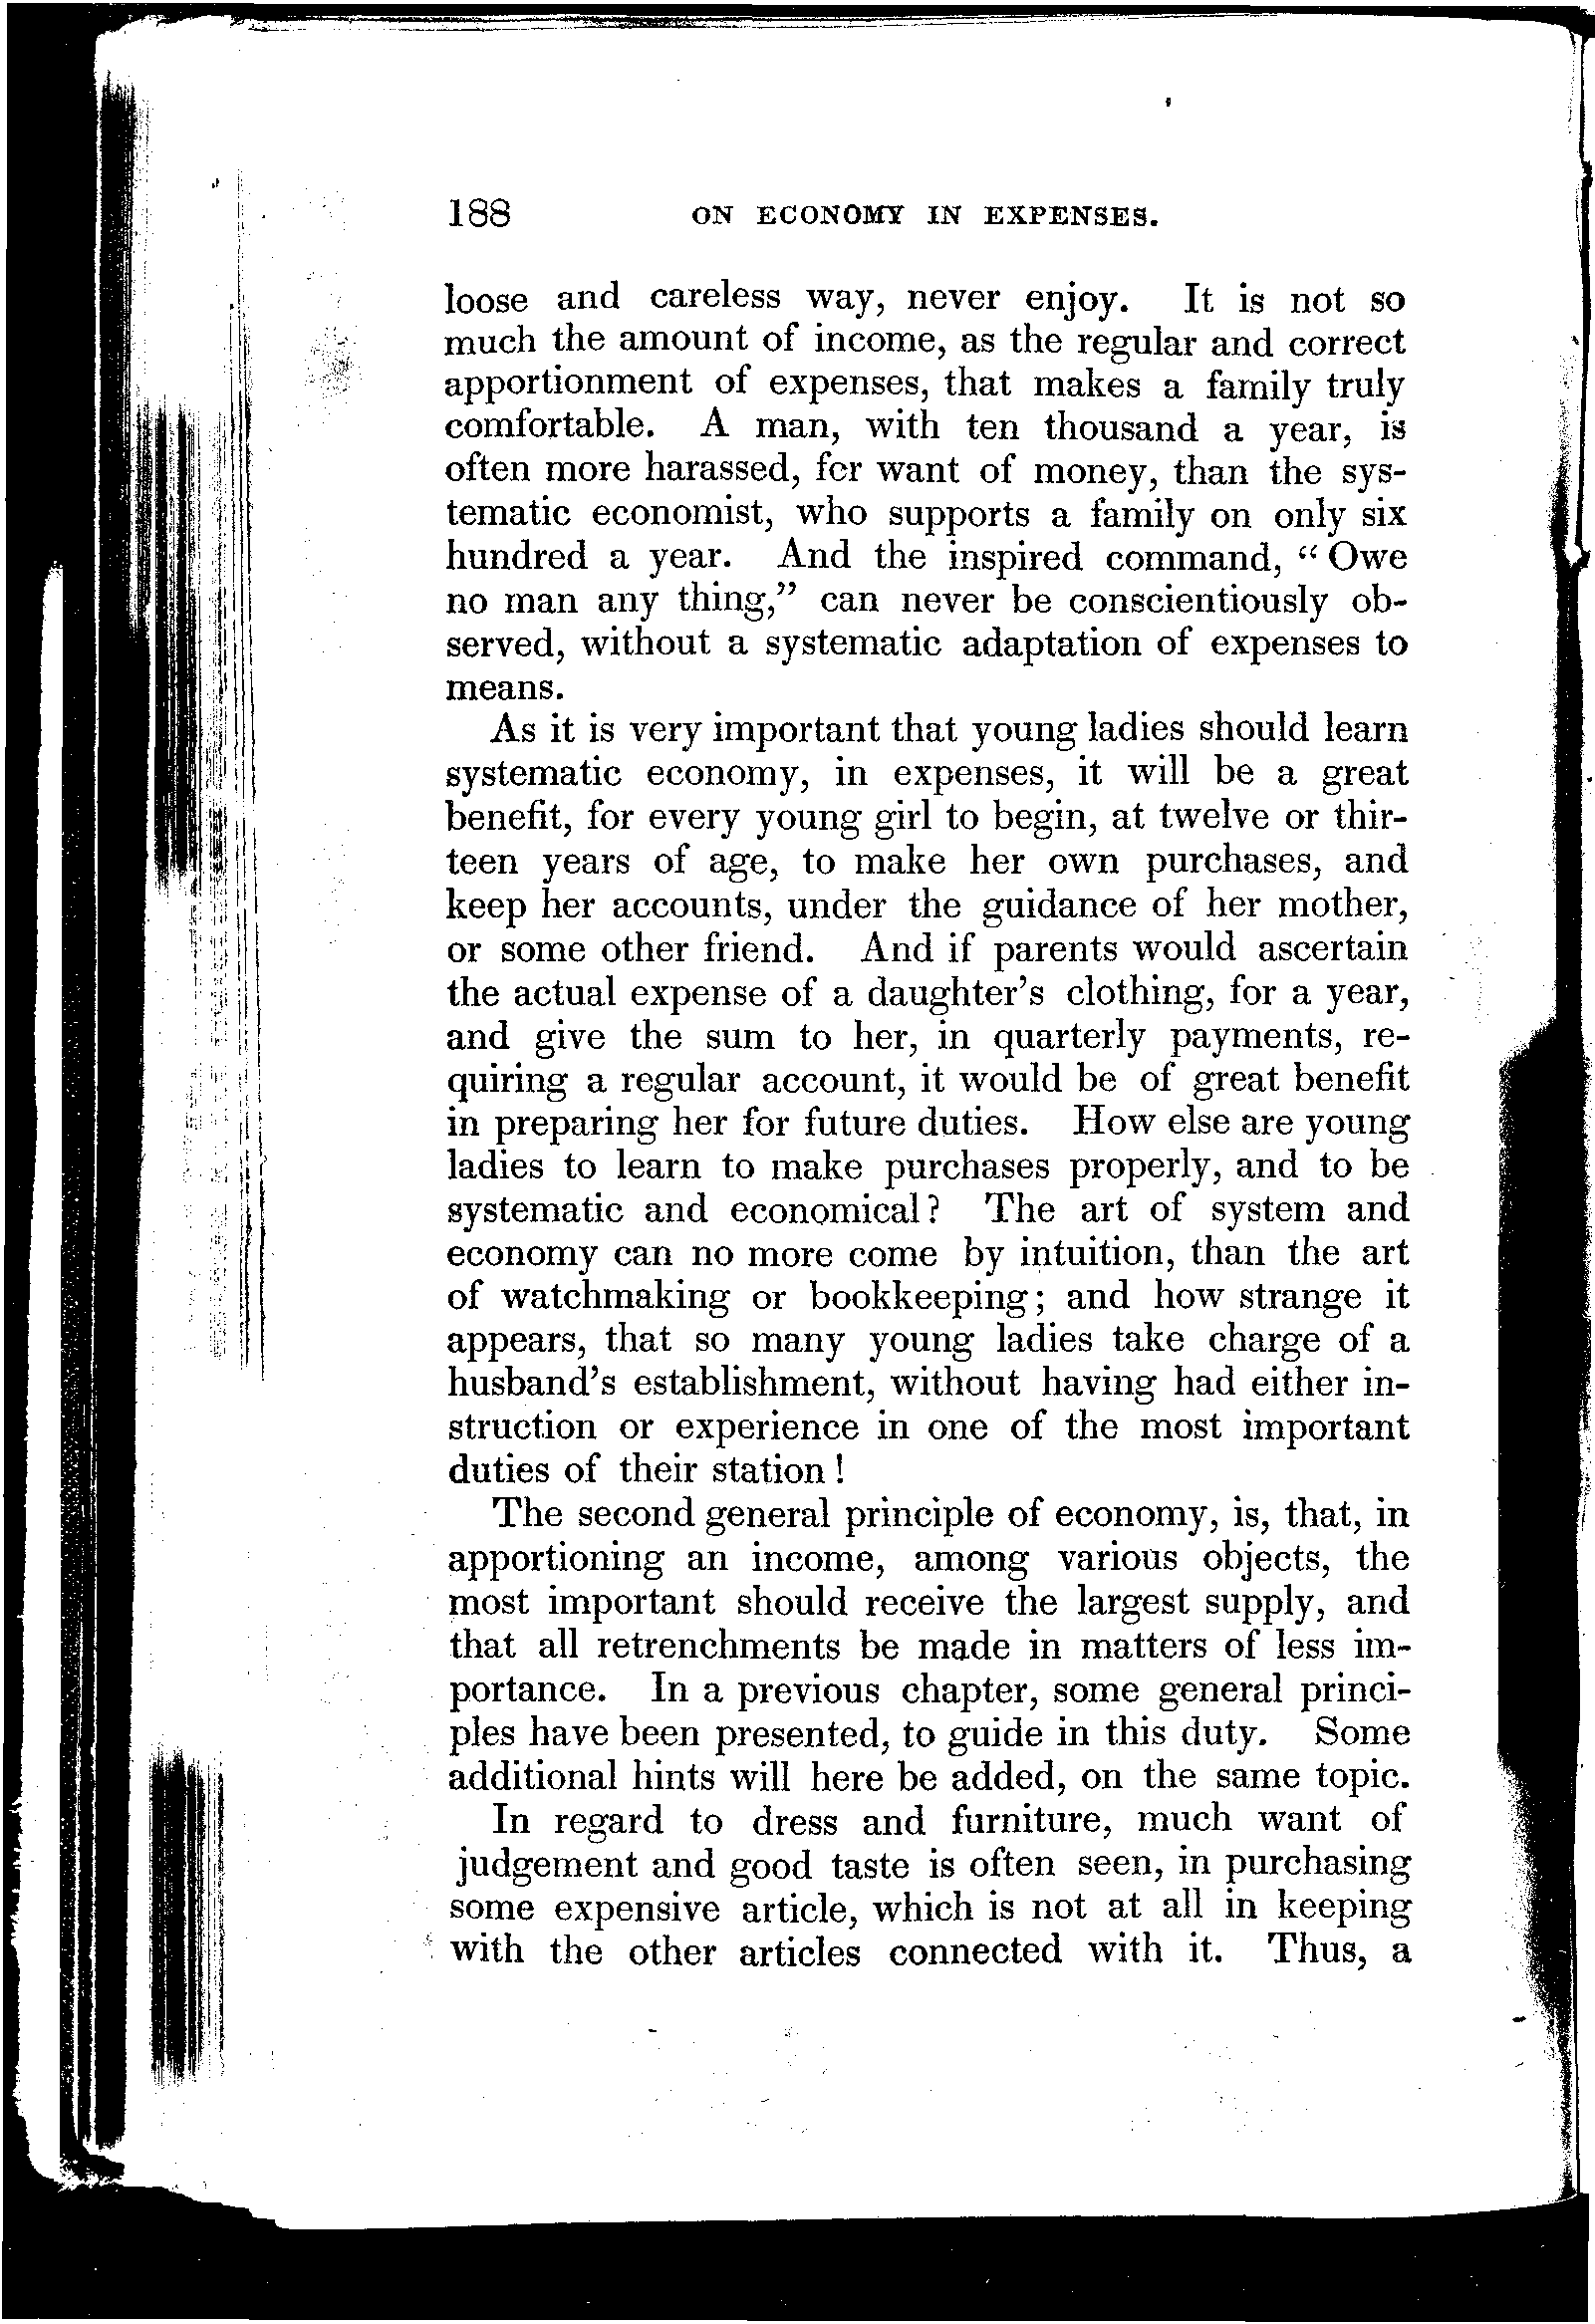 188 ON ECONOMY IN EXPENSES.
loose and careless way, never enjoy. It is not so
much the amount of income, as the regular and correct
apportionment of expenses, that makes a family truly
comfortable. A man, with ten thousand a year, is
often more harassed, for want of money, than the sys-
tematic economist, who supports a family on only six
hundred a year. And the inspired command, “Owe
no man any thing,” can never be conscientiously ob-
served, without a systematic adaptation of expenses to
means.
As it is very important that young ladies should learn
systematic economy, in expenses, it will be a great
benefit, for every young girl to begin, at twelve or thir-
teen years of age, to make her own purchases, and
keep her accounts, under the guidance of her mother,
or some other friend. And if parents would ascertain
the actual expense of a daughter’s clothing, for a year,
and give the sum to her, in quarterly payments, re-
quiring a regular account, it would be of great benefit
in preparing her for future duties. How else are young
ladies to learn to make purchases properly, and to be
systematic and economical? The art of system and
economy can no more come by intuition, than the art
of watchmaking or bookkeeping; and how strange it
appears, that so many young ladies take charge of a
husband’s establishment, without having had either in-
struction or experience in one of the most important
duties of their station!
The second general principle of economy, is, that, in
apportioning an income, among various objects, the
most important should receive the largest supply, and
that all retrenchments be made in matters of less im-
portance. In a previous chapter, some general princi-
ples have been presented, to guide in this duty. Some
additional hints will here be added, on the same topic.
In regard to dress and furniture, much want of
judgement and good taste is often seen, in purchasing
some expensive article, which is not at all in keeping
with the other articles connected with it. Thus, a